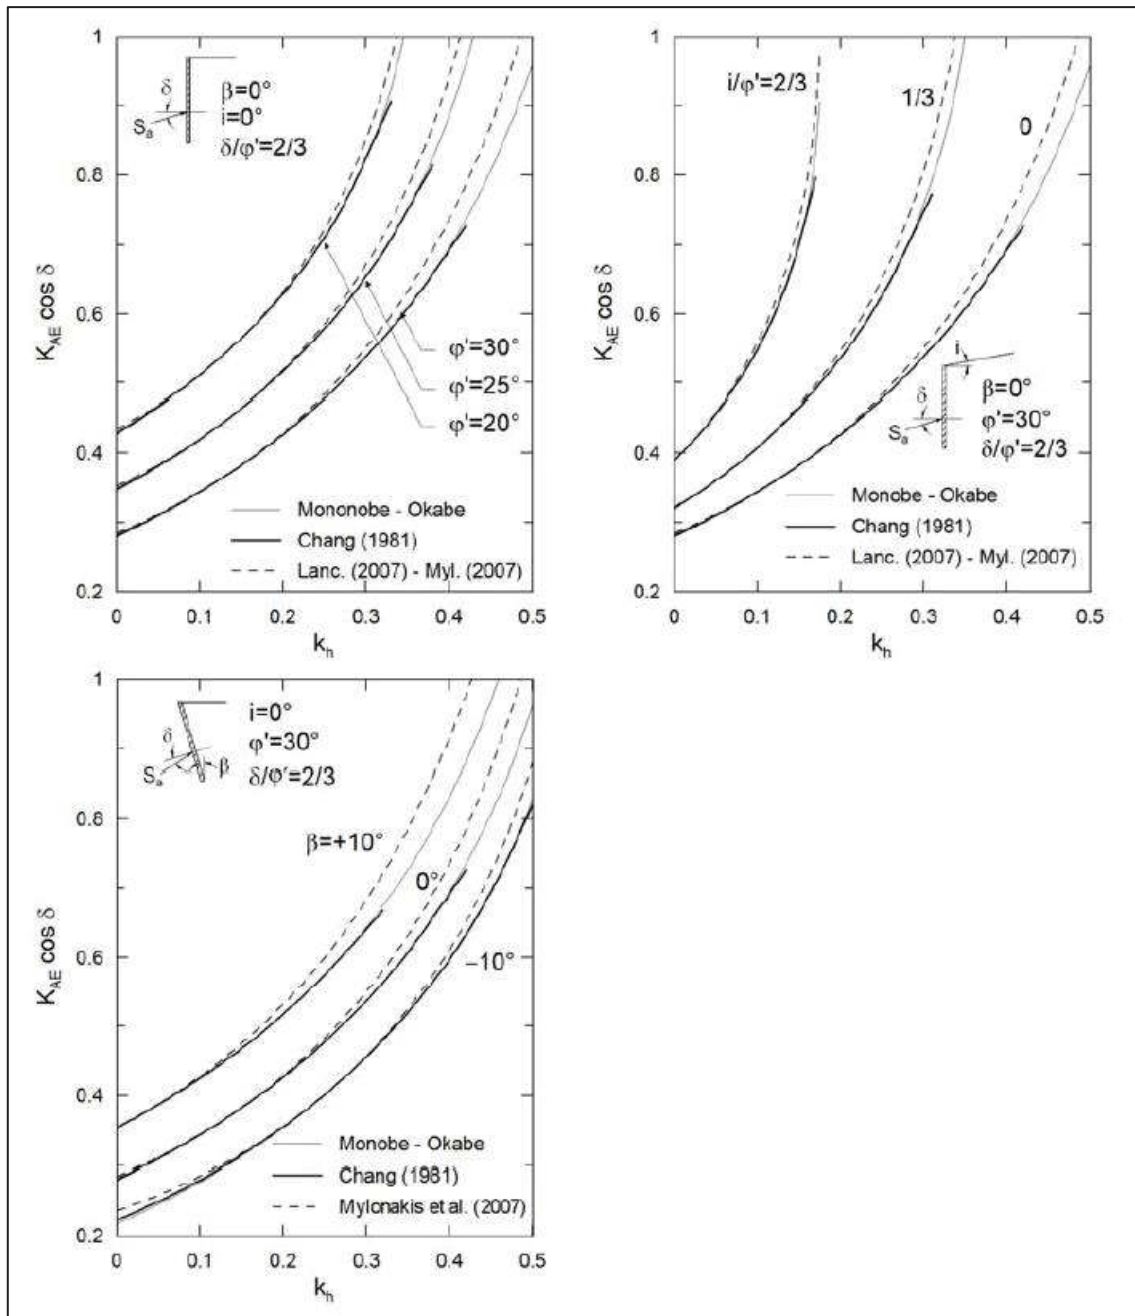 1
0.8
0.6
0.4
0.2
K_AE cos δ
δ
S_a
β=0°
i=0°
δ/φ'=2/3
φ'=30°
φ'=25°
φ'=20°
Mononobe - Okabe
Chang (1981)
Lanc. (2007) - Myl. (2007)
0 0.1 0.2 0.3 0.4 0.5
k_h
1
0.8
0.6
0.4
0.2
K_AE cos δ
i/φ'=2/3
1/3
0
i
δ
S_a
β=0°
φ'=30°
δ/φ'=2/3
Monobe - Okabe
Chang (1981)
Lanc. (2007) - Myl. (2007)
0 0.1 0.2 0.3 0.4 0.5
k_h
1
0.8
0.6
0.4
0.2
K_AE cos δ
δ
S_a
β
i=0°
φ'=30°
δ/φ'=2/3
β=+10°
0°
−10°
Monobe - Okabe
Chang (1981)
Mylonakis et al. (2007)
0 0.1 0.2 0.3 0.4 0.5
k_h